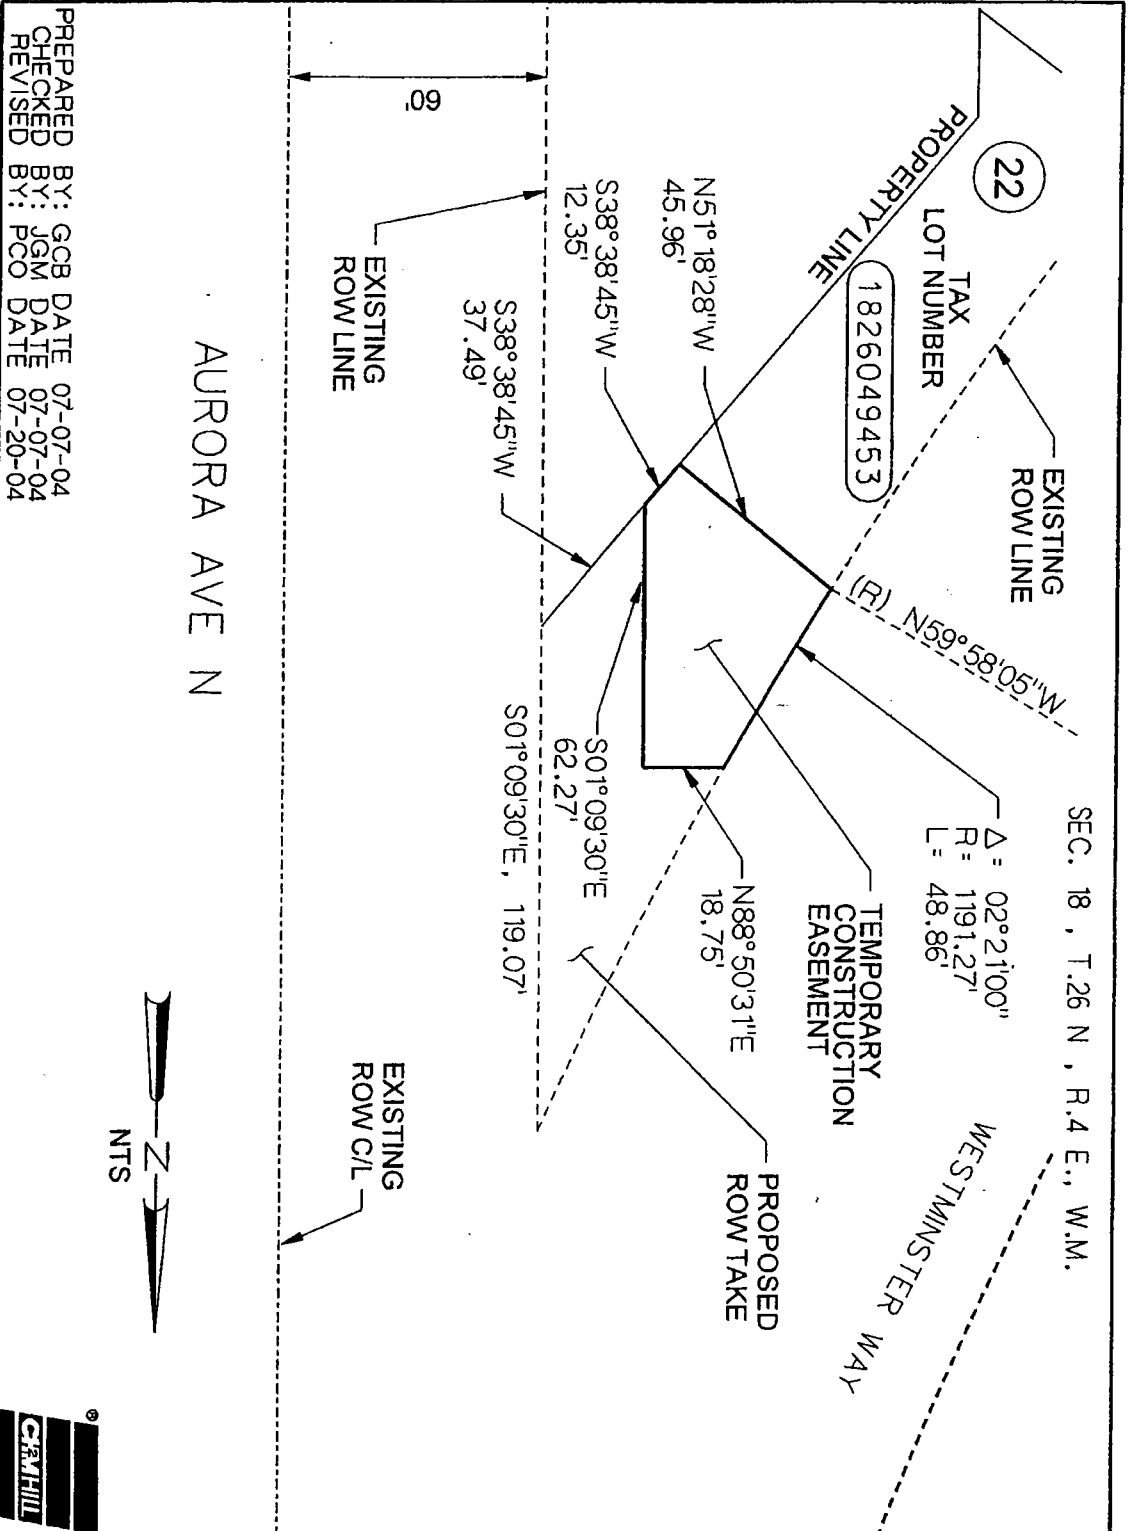 SEC. 18 , T.26 N , R.4 E., W.M.
22
TAX
LOT NUMBER
1826049453
PROPERTY LINE
EXISTING
ROW LINE
(R) N59°58'05"W
WESTMINSTER WAY
Δ = 02°21'00"
R= 1191.27'
L= 48.86'
TEMPORARY
CONSTRUCTION
EASEMENT
N51°18'28"W
45.96'
N88°50'31"E
18.75'
PROPOSED
ROW TAKE
S38°38'45"W
12.35'
S01°09'30"E
62.27'
S38°38'45"W
37.49'
S01°09'30"E, 119.07'
60'
EXISTING
ROW LINE
EXISTING
ROW C/L
AURORA AVE N
N
NTS
PREPARED BY: GCB DATE 07-07-04
CHECKED BY: JGM DATE 07-07-04
REVISED BY: PCO DATE 07-20-04
®
CH2MHILL